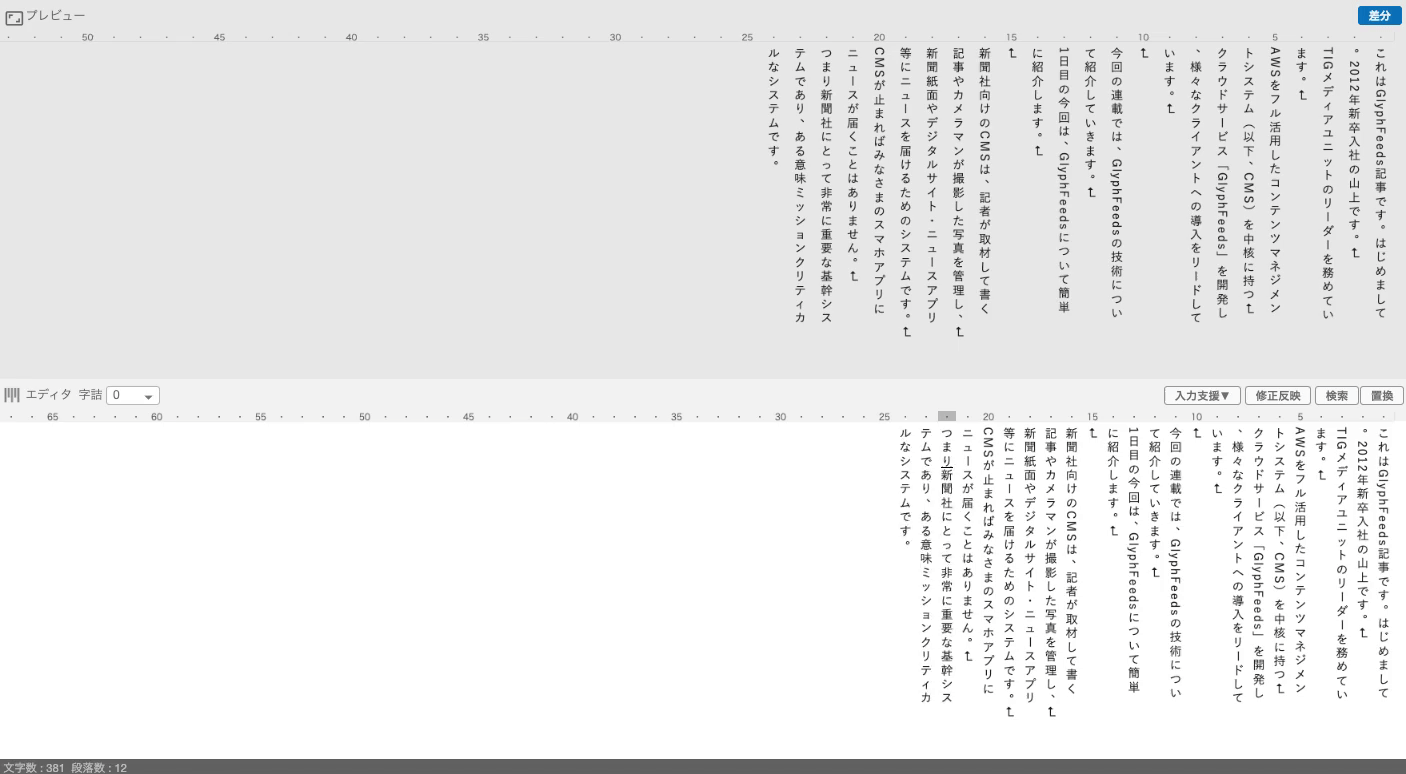 プレビュー
差分
50 45 40 35 30 25 20 15 10 5
これはGlyphFeeds記事です。はじめまして
。2012年新卒入社の山上です。↵
TIGメディアユニットのリーダーを務めてい
ます。↵
AWSをフル活用したコンテンツマネジメン
トシステム（以下、CMS）を中核に持つ↵
クラウドサービス「GlyphFeeds」を開発し
、様々なクライアントへの導入をリードして
います。↵
↵
今回の連載では、GlyphFeedsの技術につい
て紹介していきます。↵
1日目の今回は、GlyphFeedsについて簡単
に紹介します。↵
↵
新聞社向けのCMSは、記者が取材して書く
記事やカメラマンが撮影した写真を管理し、↵
新聞紙面やデジタルサイト・ニュースアプリ
等にニュースを届けるためのシステムです。↵
CMSが止まればみなさまのスマホアプリに
ニュースが届くことはありません。↵
つまり新聞社にとって非常に重要な基幹シス
テムであり、ある意味ミッションクリティカ
ルなシステムです。
エディタ 字詰 0
入力支援▼ 修正反映 検索 置換
65 60 55 50 45 40 35 30 25 20 15 10 5
これはGlyphFeeds記事です。はじめまして
。2012年新卒入社の山上です。↵
TIGメディアユニットのリーダーを務めてい
ます。↵
AWSをフル活用したコンテンツマネジメン
トシステム（以下、CMS）を中核に持つ↵
クラウドサービス「GlyphFeeds」を開発し
、様々なクライアントへの導入をリードして
います。↵
↵
今回の連載では、GlyphFeedsの技術につい
て紹介していきます。↵
1日目の今回は、GlyphFeedsについて簡単
に紹介します。↵
↵
新聞社向けのCMSは、記者が取材して書く
記事やカメラマンが撮影した写真を管理し、↵
新聞紙面やデジタルサイト・ニュースアプリ
等にニュースを届けるためのシステムです。↵
CMSが止まればみなさまのスマホアプリに
ニュースが届くことはありません。↵
つまり新聞社にとって非常に重要な基幹シス
テムであり、ある意味ミッションクリティカ
ルなシステムです。
文字数 : 381 段落数 : 12